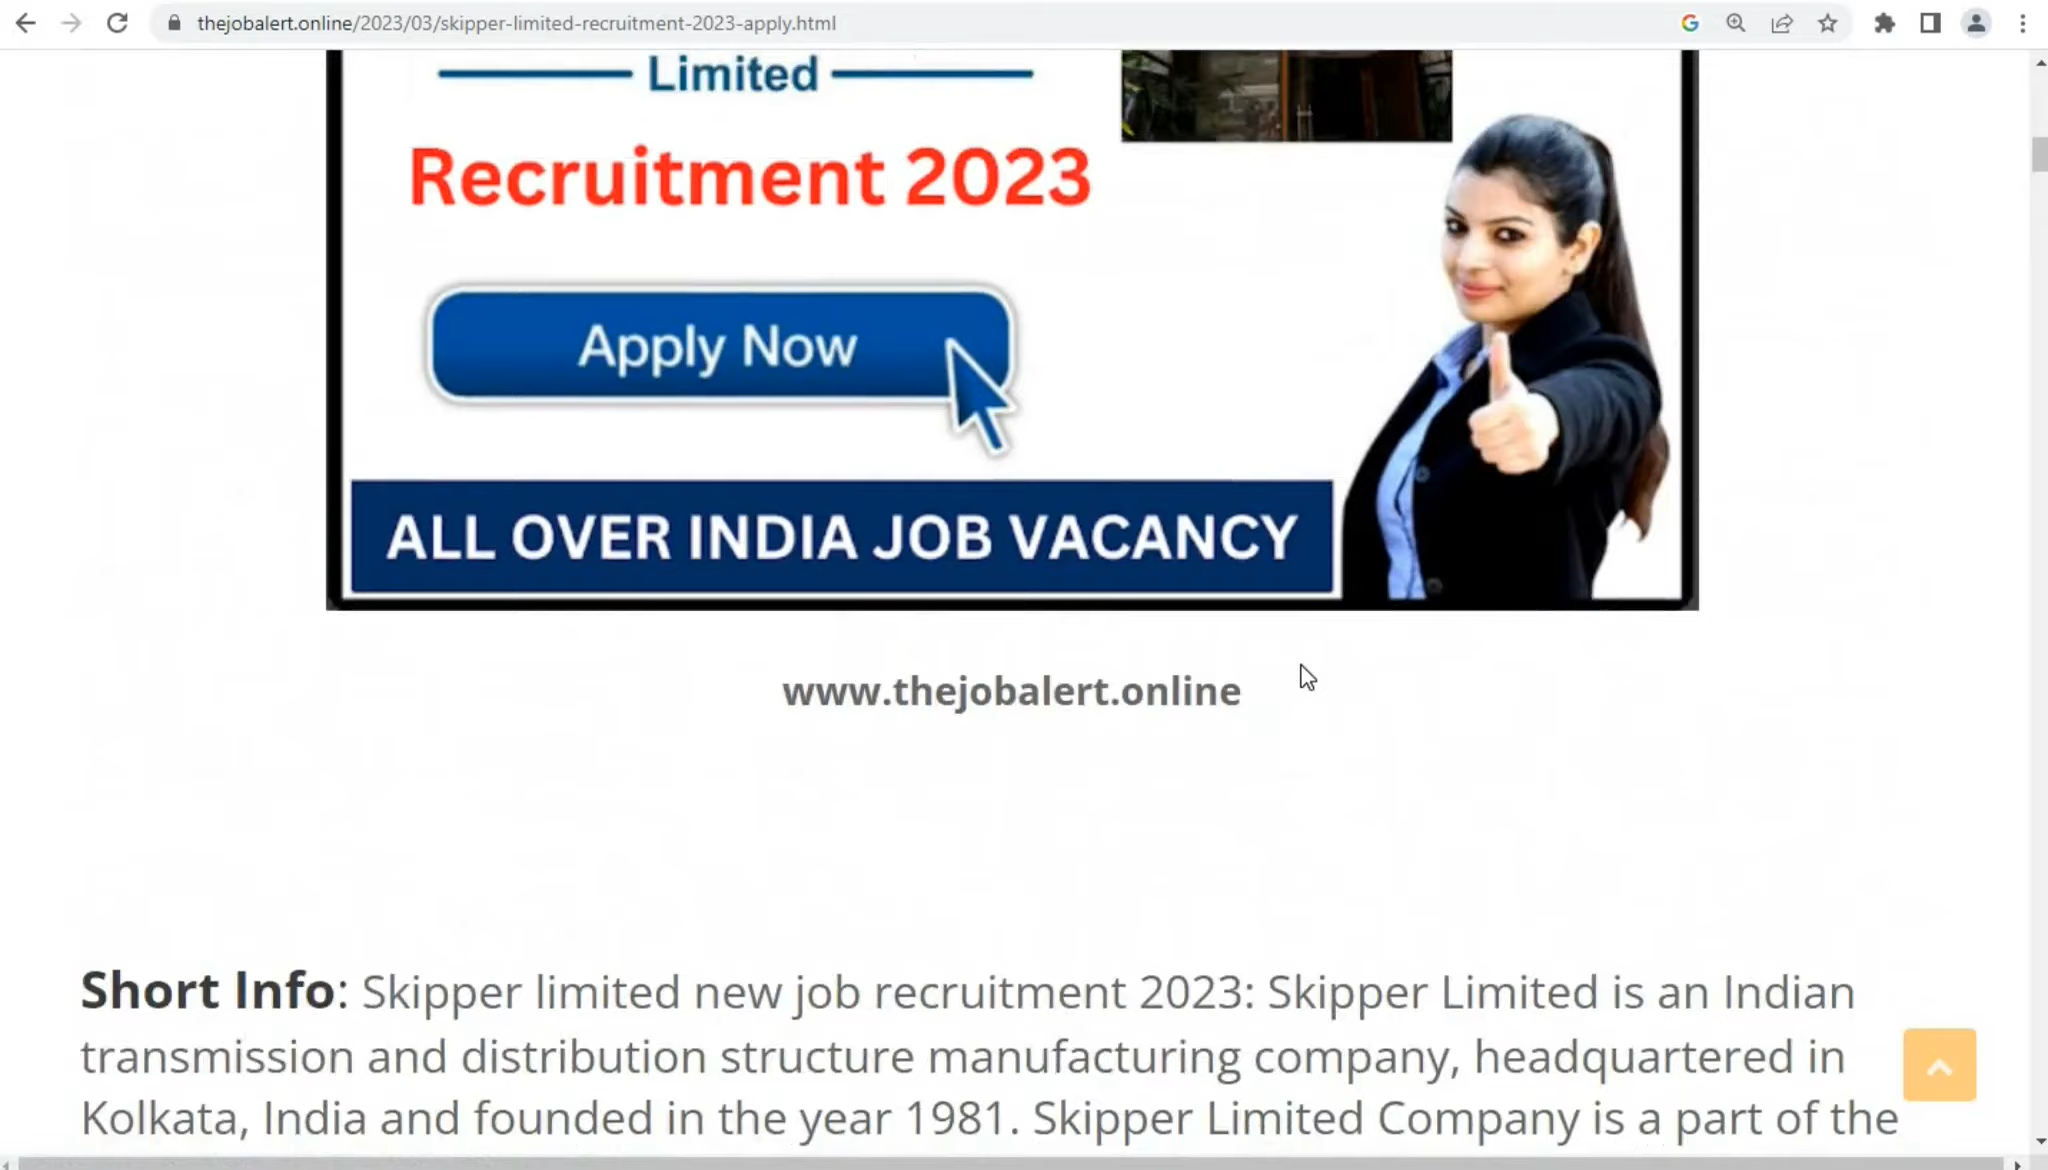 thejobalert.online/2023/03/skipper-limited-recruitment-2023-apply.html
Limited
Recruitment 2023
Apply Now
ALL OVER INDIA JOB VACANCY
www.thejobalert.online
Short Info: Skipper limited new job recruitment 2023: Skipper Limited is an Indian
transmission and distribution structure manufacturing company, headquartered in
Kolkata, India and founded in the year 1981. Skipper Limited Company is a part of the